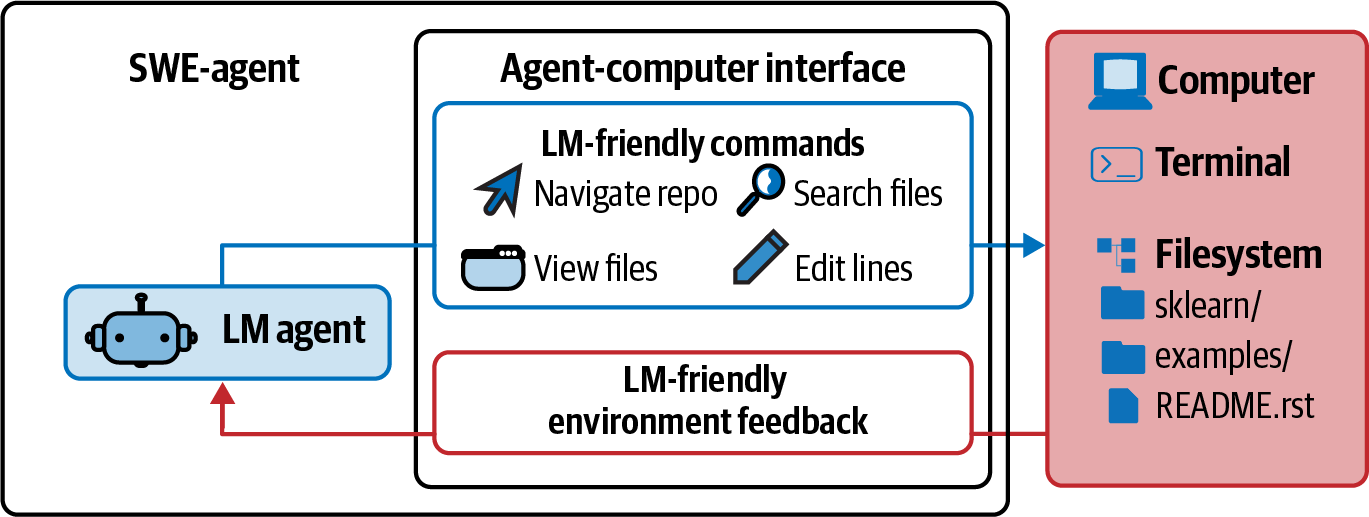 SWE-agent
Agent-computer interface
LM-friendly commands
Navigate repo
Search files
View files
Edit lines
LM agent
LM-friendly
environment feedback
Computer
Terminal
Filesystem
sklearn/
examples/
README.rst